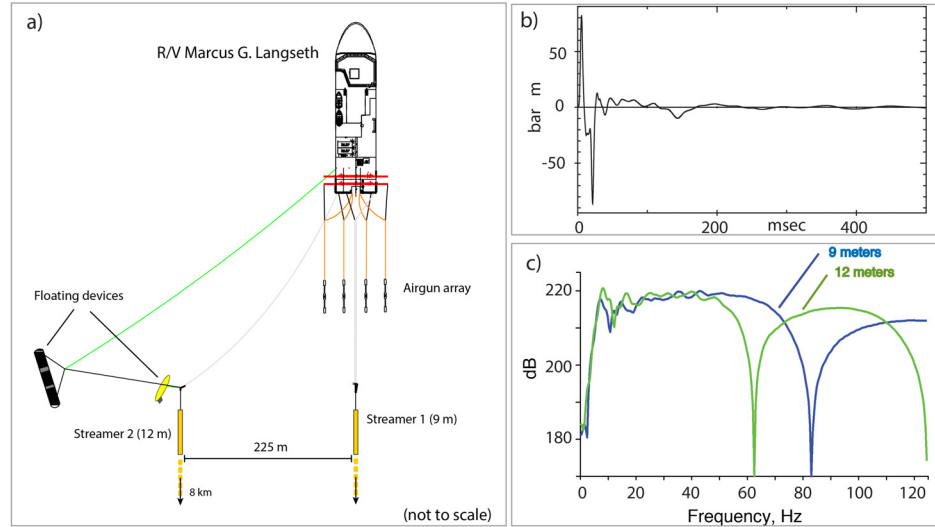 a)
R/V Marcus G. Langseth
Floating devices
Airgun array
Streamer 2 (12 m)
Streamer 1 (9 m)
225 m
8 km
(not to scale)
b)
bar m
50
0
-50
0
200
400
msec
c)
9 meters
12 meters
dB
220
200
180
0
20
40
60
80
100
120
Frequency, Hz